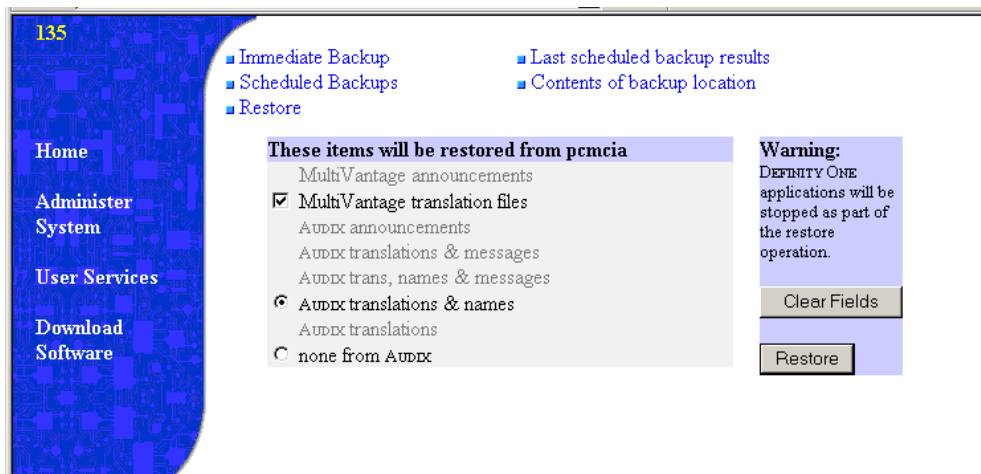 135
Immediate Backup
Scheduled Backups
Restore
Last scheduled backup results
Contents of backup location
Home
Administer
System
User Services
Download
Software
These items will be restored from pcmcia
MultiVantage announcements
MultiVantage translation files
AUDIX announcements
AUDIX translations & messages
AUDIX trans, names & messages
AUDIX translations & names
AUDIX translations
none from AUDIX
Warning:
DEFINITY ONE
applications will be
stopped as part of
the restore
operation.
Clear Fields
Restore